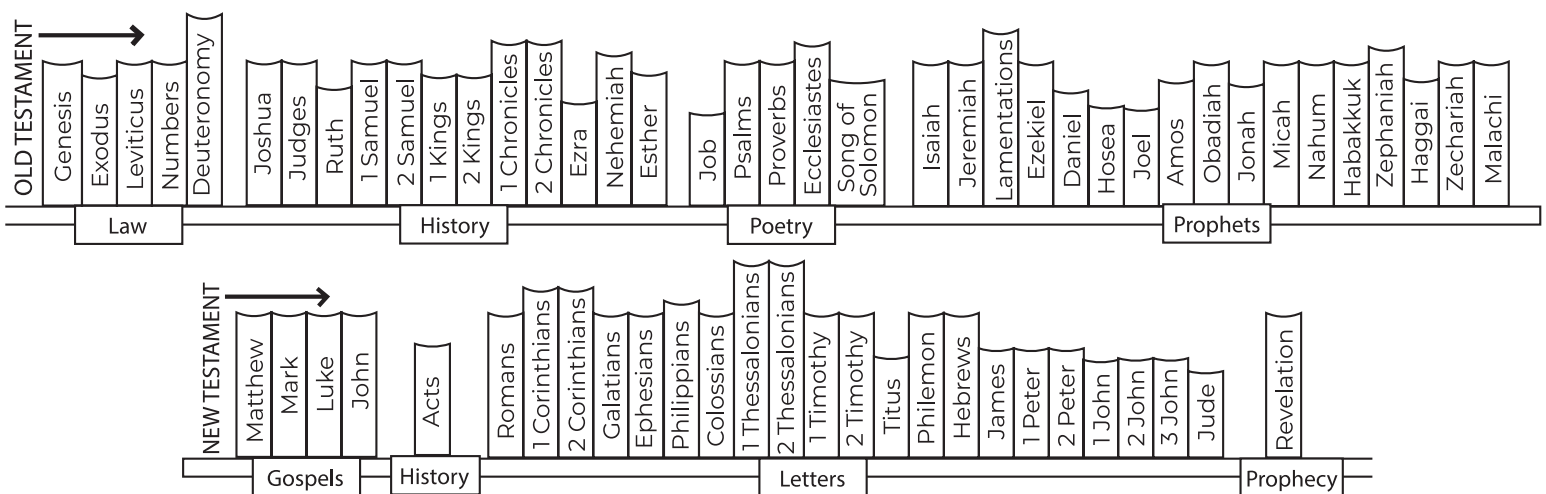 OLD TESTAMENT
Genesis
Exodus
Leviticus
Numbers
Deuteronomy
Joshua
Judges
Ruth
1 Samuel
2 Samuel
1 Kings
2 Kings
1 Chronicles
2 Chronicles
Ezra
Nehemiah
Esther
Job
Psalms
Proverbs
Ecclesiastes
Song of
Solomon
Isaiah
Jeremiah
Lamentations
Ezekiel
Daniel
Hosea
Joel
Amos
Obadiah
Jonah
Micah
Nahum
Habakkuk
Zephaniah
Haggai
Zechariah
Malachi
Law
History
Poetry
Prophets
NEW TESTAMENT
Matthew
Mark
Luke
John
Acts
Romans
1 Corinthians
2 Corinthians
Galatians
Ephesians
Philippians
Colossians
1 Thessalonians
2 Thessalonians
1 Timothy
2 Timothy
Titus
Philemon
Hebrews
James
1 Peter
2 Peter
1 John
2 John
3 John
Jude
Revelation
Gospels
History
Letters
Prophecy